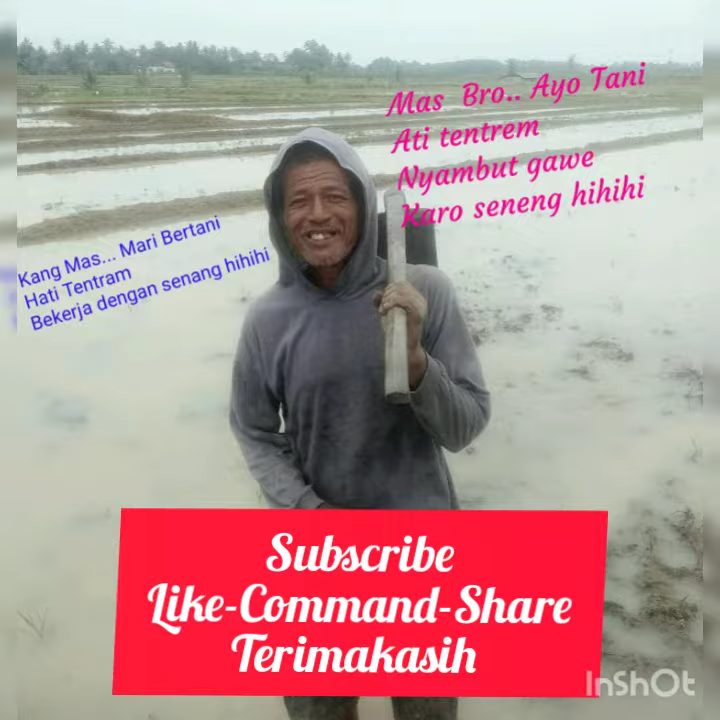 Mas Bro.. Ayo Tani
Ati tentrem
Nyambut gawe
Karo seneng hihihi
Kang Mas... Mari Bertani
Hati Tentram
Bekerja dengan senang hihihi
Subscribe
Like-Command-Share
Terimakasih
InShOt